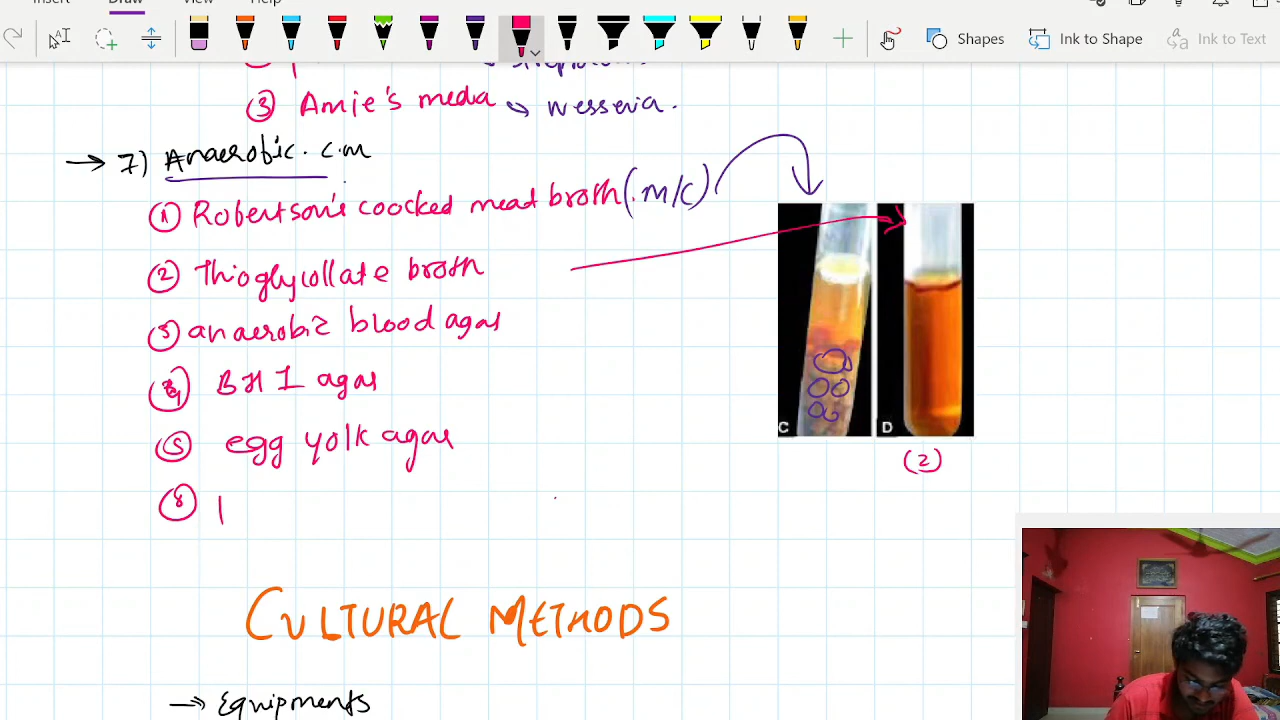 Insert Draw View Help
Shapes Ink to Shape Ink to Text
③ Amie's media ↳ Nesseria.
→ 7) Anaerobic. c.m
① Robertson's coocked meat broth (.m/c)
② Thioglycollate broth
③ anaerobic blood agar
④ BHI agar
⑤ egg yolk agar
C D
(2)
CULTURAL METHODS
→ Equipments